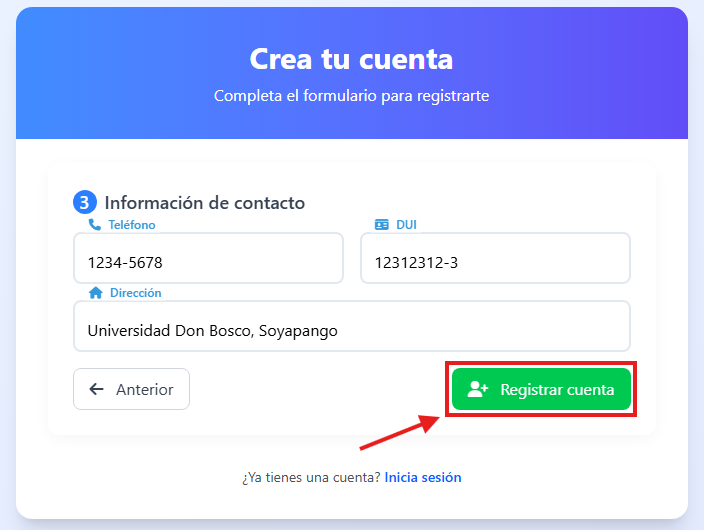 Crea tu cuenta
Completa el formulario para registrarte
3 Información de contacto
Teléfono
DUI
1234-5678
12312312-3
Dirección
Universidad Don Bosco, Soyapango
Anterior
Registrar cuenta
¿Ya tienes una cuenta? Inicia sesión